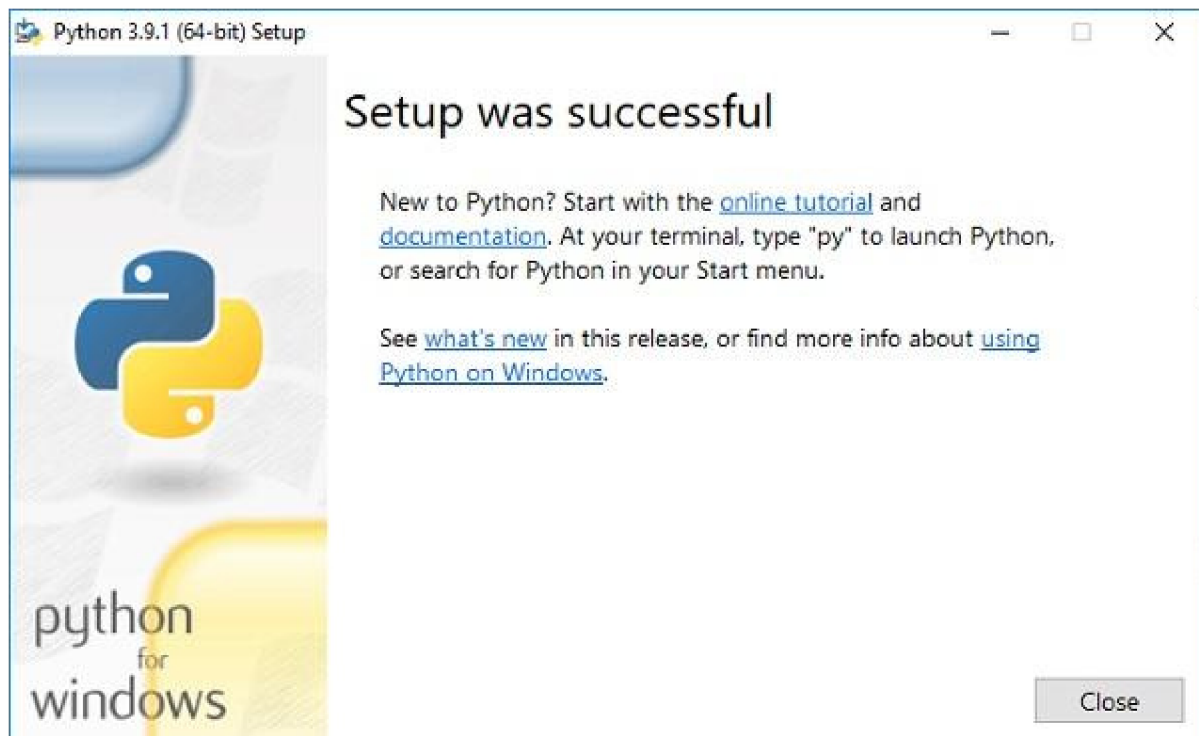 Python 3.9.1 (64-bit) Setup
Setup was successful
New to Python? Start with the online tutorial and
documentation. At your terminal, type "py" to launch Python,
or search for Python in your Start menu.
See what's new in this release, or find more info about using
Python on Windows.
python
for
windows
Close